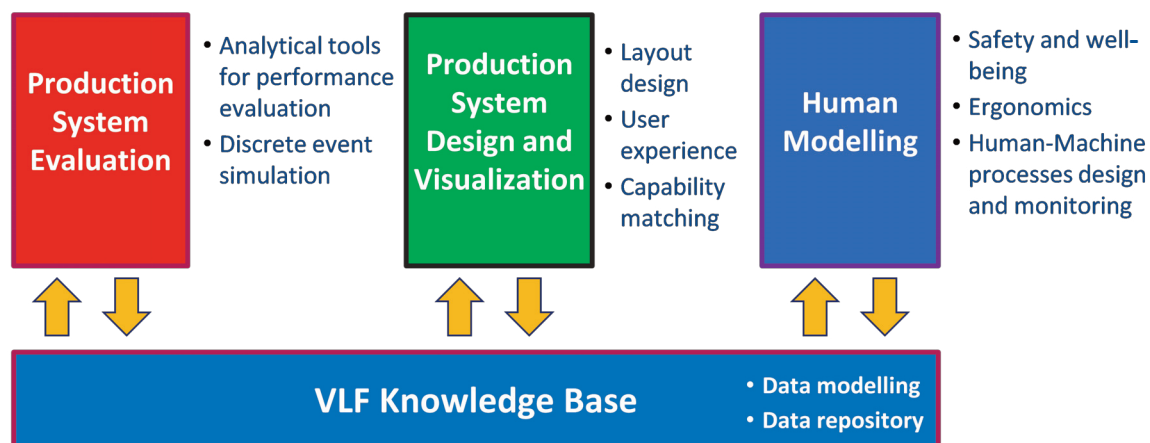 Production
System
Evaluation
• Analytical tools
for performance
evaluation
• Discrete event
simulation
Production
System
Design and
Visualization
• Layout
design
• User
experience
• Capability
matching
Human
Modelling
• Safety and well-
being
• Ergonomics
• Human-Machine
processes design
and monitoring
VLF Knowledge Base
• Data modelling
• Data repository